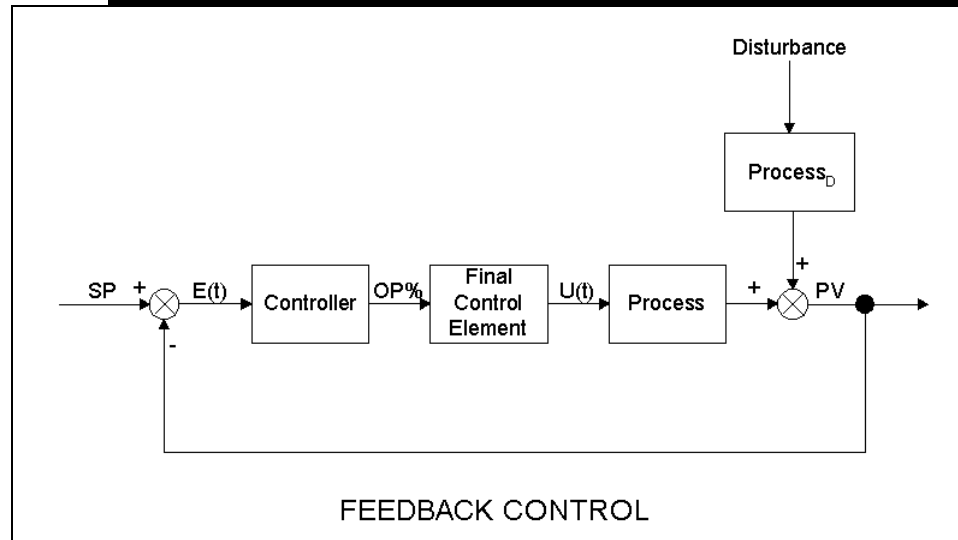 Disturbance
Process_D
+
SP + E(t) Controller OP% Final Control Element U(t) Process + PV
-
FEEDBACK CONTROL